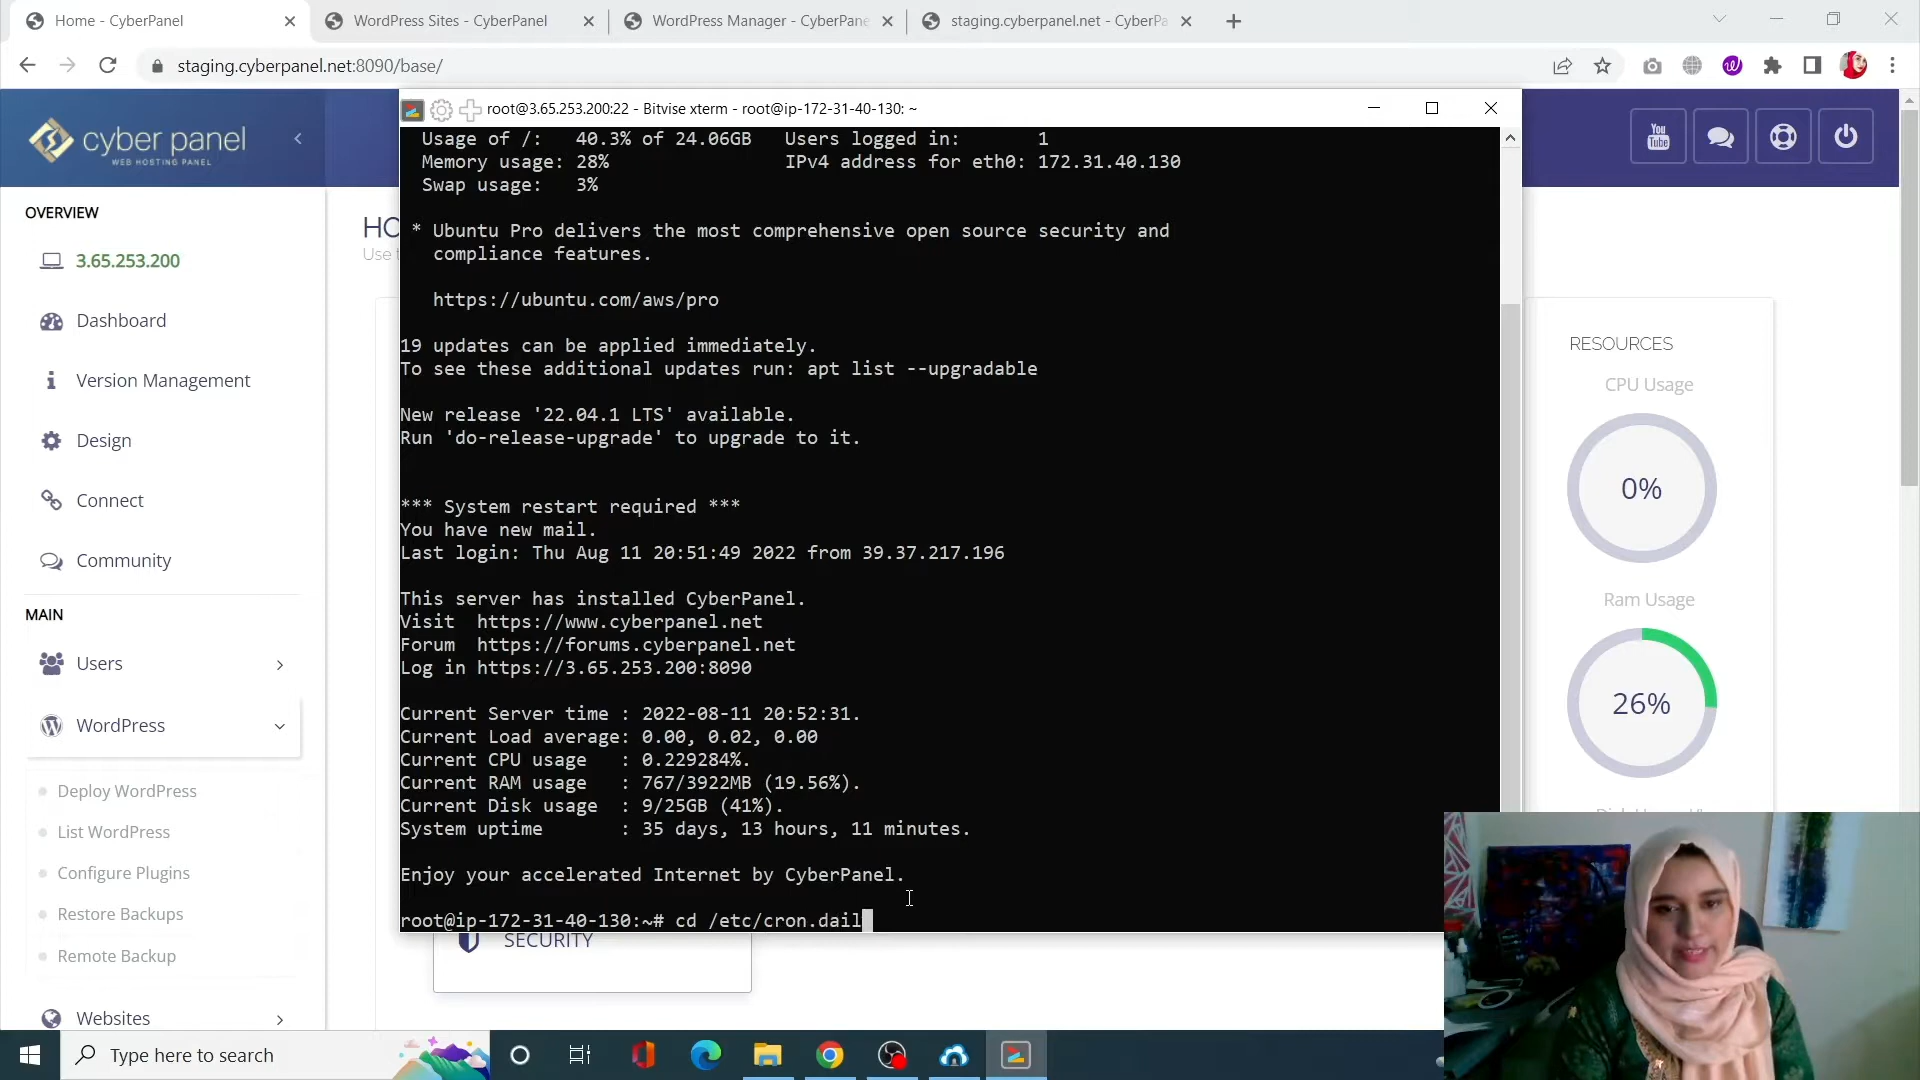 Home - CyberPanel
WordPress Sites - CyberPanel
WordPress Manager - CyberPane
staging.cyberpanel.net - CyberPa
staging.cyberpanel.net:8090/base/
cyber panel
WEB HOSTING PANEL
You
Tube
OVERVIEW
3.65.253.200
Dashboard
Version Management
Design
Connect
Community
MAIN
Users
WordPress
Deploy WordPress
List WordPress
Configure Plugins
Restore Backups
Remote Backup
Websites
HO
Use t
root@3.65.253.200:22 - Bitvise xterm - root@ip-172-31-40-130: ~
Usage of /: 40.3% of 24.06GB Users logged in: 1
Memory usage: 28% IPv4 address for eth0: 172.31.40.130
Swap usage: 3%
* Ubuntu Pro delivers the most comprehensive open source security and
compliance features.
https://ubuntu.com/aws/pro
19 updates can be applied immediately.
To see these additional updates run: apt list --upgradable
New release '22.04.1 LTS' available.
Run 'do-release-upgrade' to upgrade to it.
*** System restart required ***
You have new mail.
Last login: Thu Aug 11 20:51:49 2022 from 39.37.217.196
This server has installed CyberPanel.
Visit https://www.cyberpanel.net
Forum https://forums.cyberpanel.net
Log in https://3.65.253.200:8090
Current Server time : 2022-08-11 20:52:31.
Current Load average: 0.00, 0.02, 0.00
Current CPU usage : 0.229284%.
Current RAM usage : 767/3922MB (19.56%).
Current Disk usage : 9/25GB (41%).
System uptime : 35 days, 13 hours, 11 minutes.
Enjoy your accelerated Internet by CyberPanel.
root@ip-172-31-40-130:~# cd /etc/cron.dail
SECURITY
RESOURCES
CPU Usage
0%
Ram Usage
26%
Type here to search